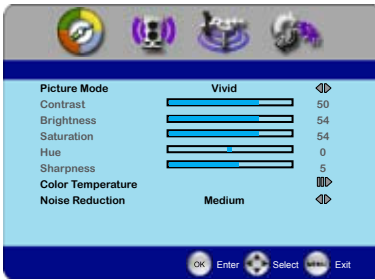 Picture Mode Vivid
Contrast 50
Brightness 54
Saturation 54
Hue 0
Sharpness 5
Color Temperature
Noise Reduction Medium
OK Enter Select MENU Exit